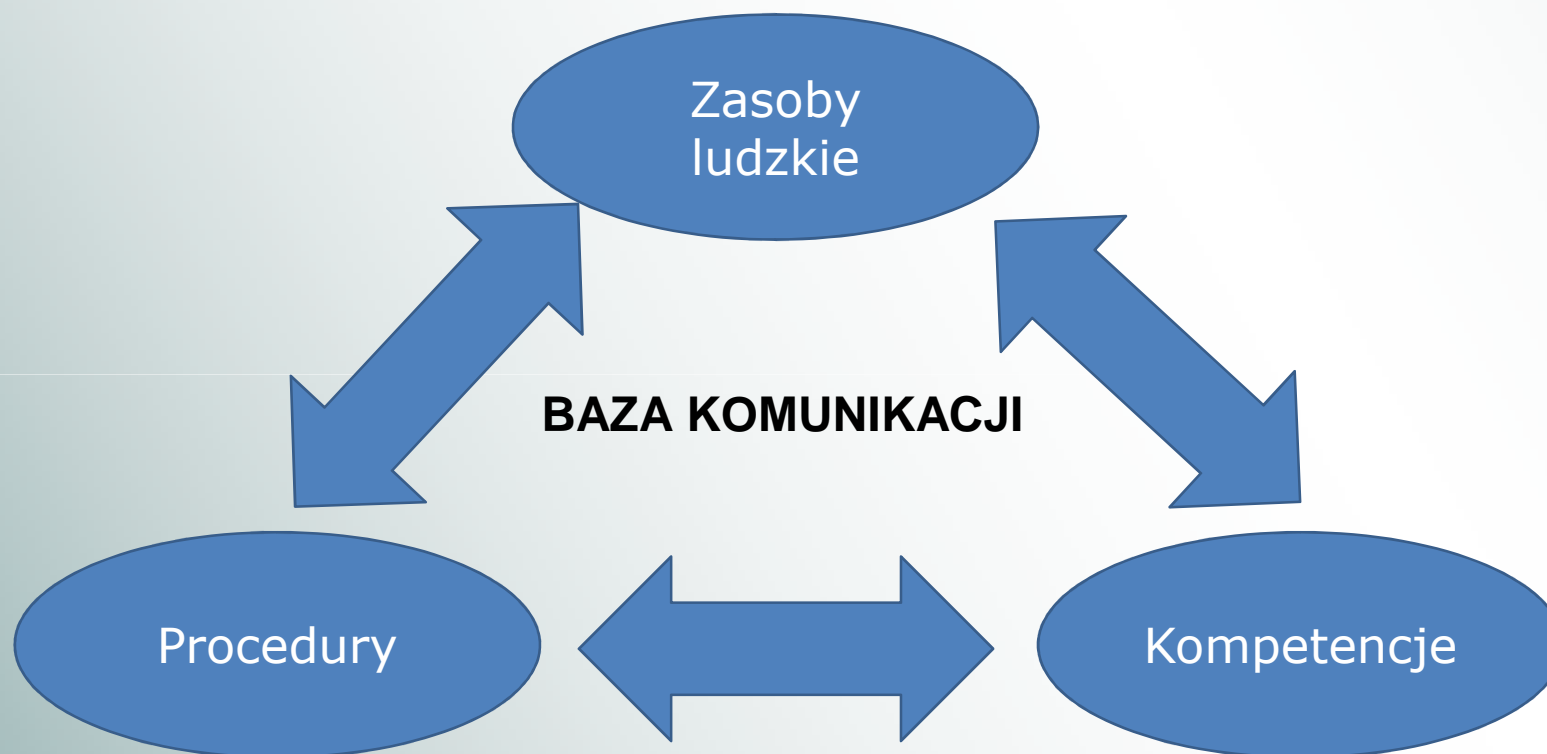 Zasoby
ludzkie
BAZA KOMUNIKACJI
Procedury
Kompetencje